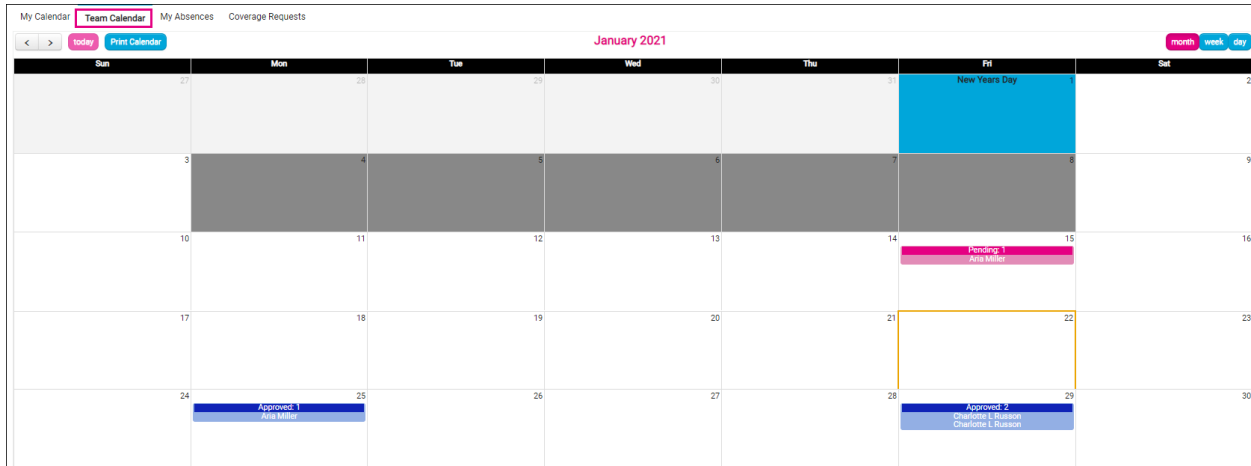 My Calendar Team Calendar My Absences Coverage Requests
< > today Print Calendar January 2021 month week day
Sun Mon Tue Wed Thu Fri Sat
27 28 29 30 31 New Years Day 1 2
3 4 5 6 7 8 9
10 11 12 13 14 15 16
Pending: 1
Aria Miller
17 18 19 20 21 22 23
24 25 26 27 28 29 30
Approved: 1 Approved: 2
Aria Miller Charlotte L Russon
Charlotte L Russon